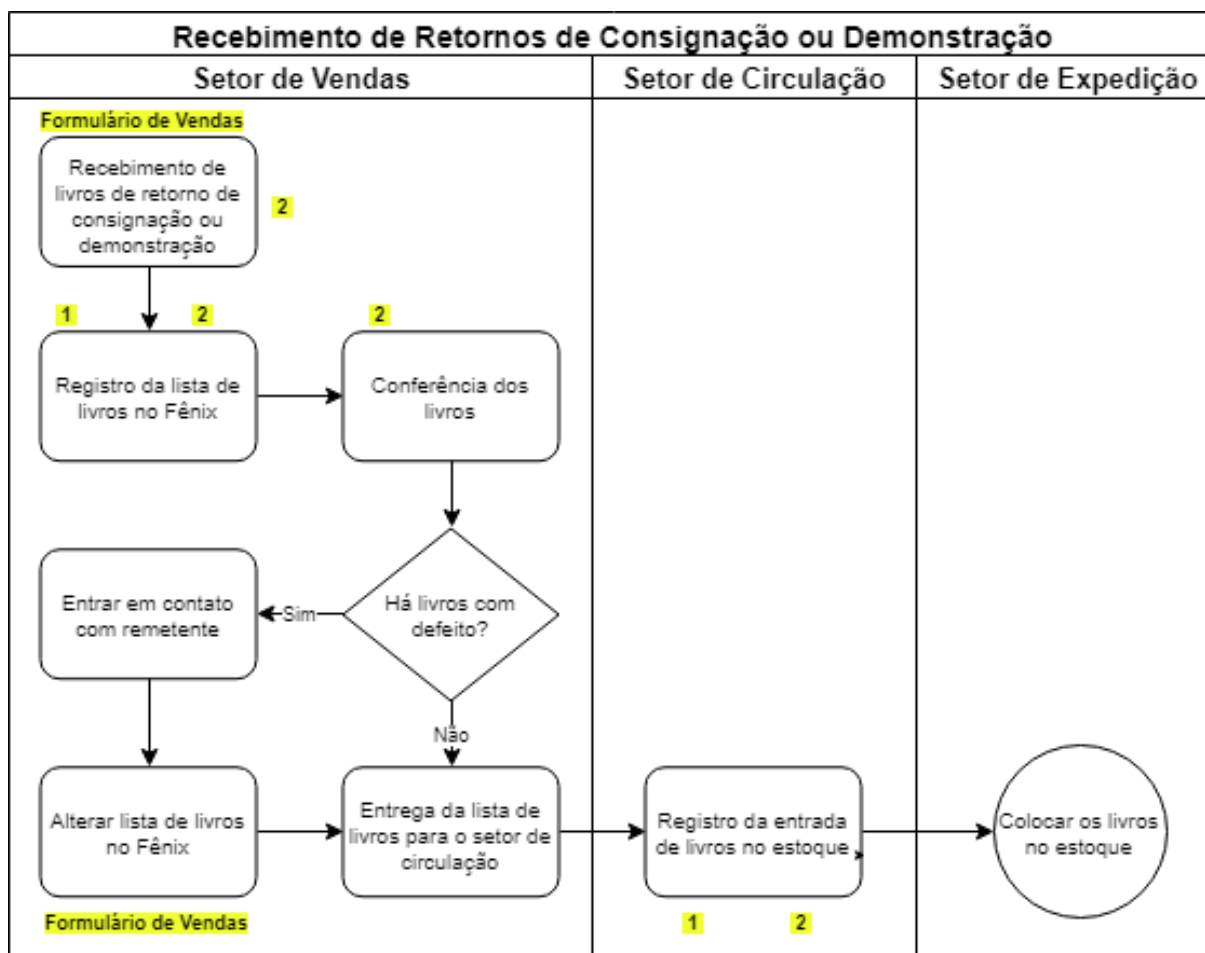 Recebimento de Retornos de Consignação ou Demonstração
Setor de Vendas
Setor de Circulação
Setor de Expedição
Formulário de Vendas
Recebimento de
livros de retorno de
consignação ou
demonstração
2
1
2
2
Registro da lista de
livros no Fênix
Conferência dos
livros
Entrar em contato
com remetente
Sim
Há livros com
defeito?
Não
Alterar lista de livros
no Fênix
Entrega da lista de
livros para o setor de
circulação
Registro da entrada
de livros no estoque
Colocar os livros
no estoque
Formulário de Vendas
1
2